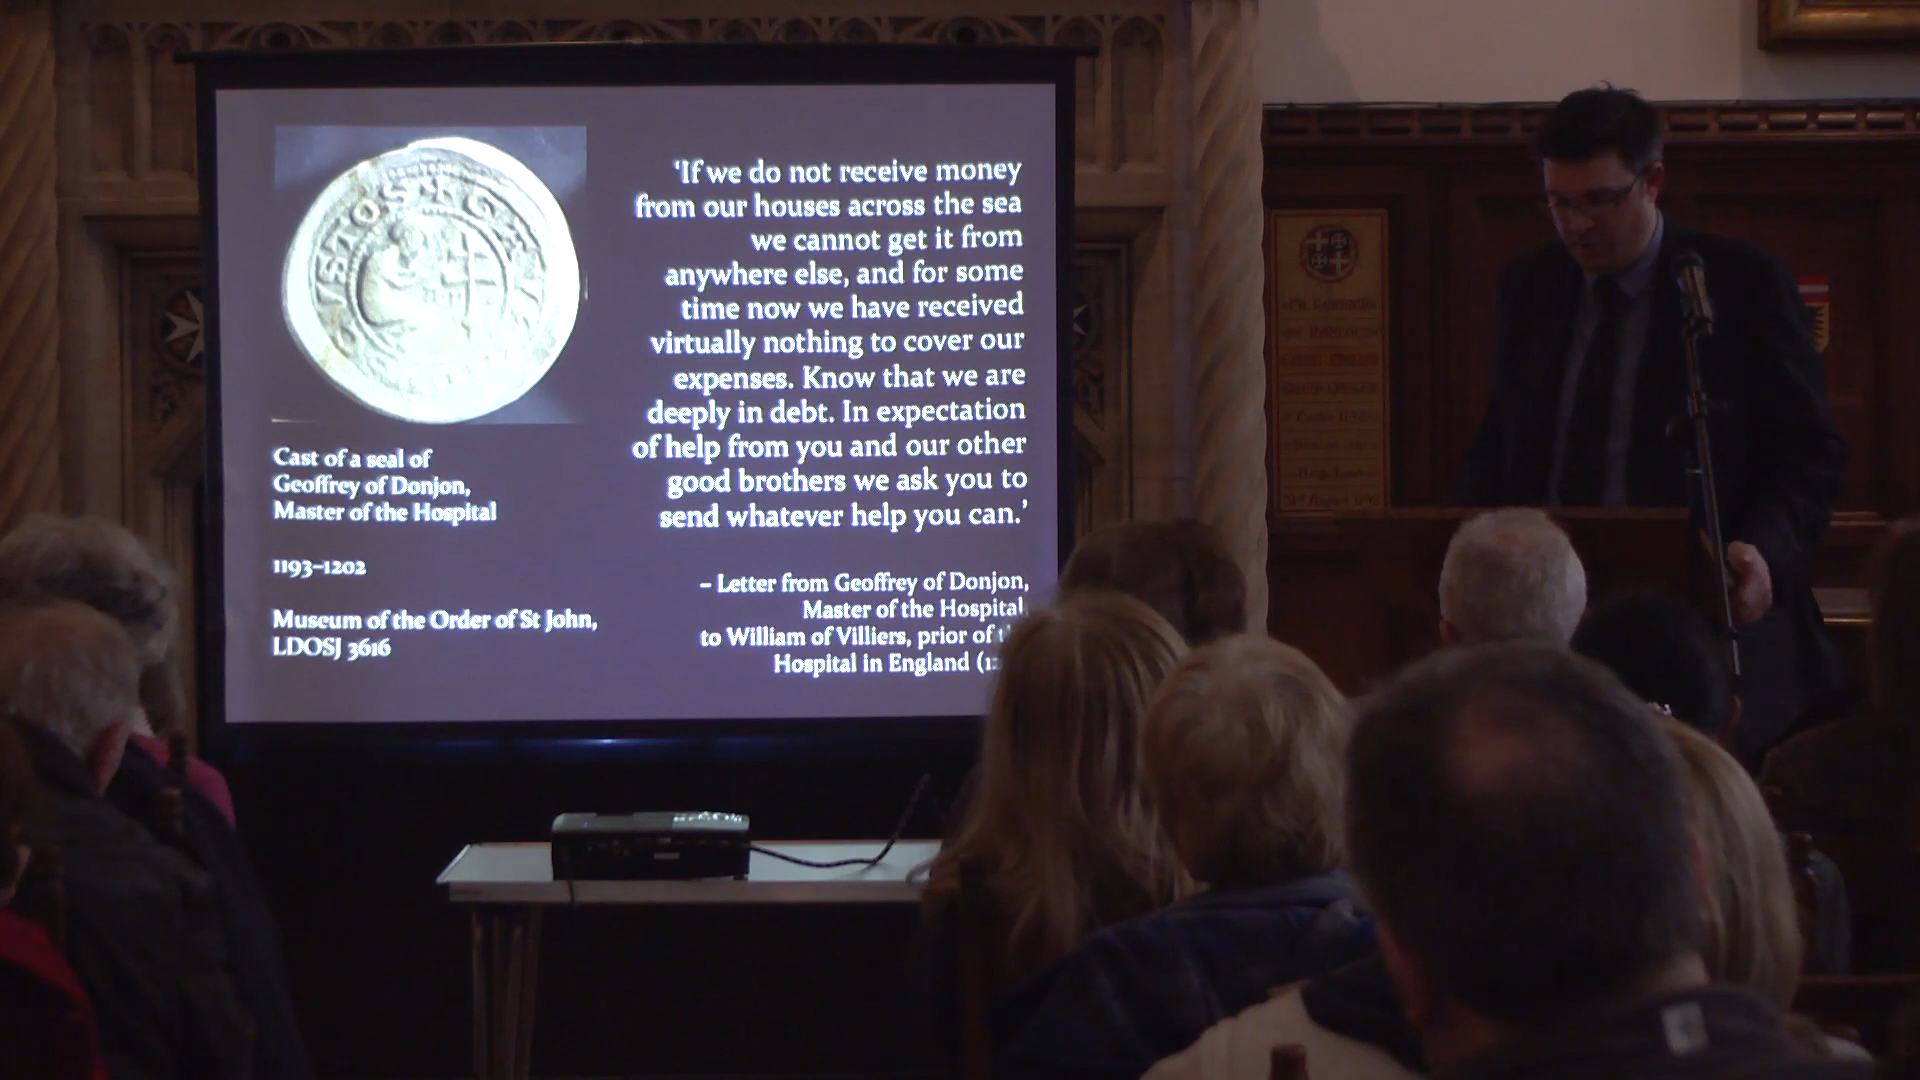 Cast of a seal of
Geoffrey of Donjon,
Master of the Hospital
1193–1202
Museum of the Order of St John,
LDOSJ 3616
‘If we do not receive money
from our houses across the sea
we cannot get it from
anywhere else, and for some
time now we have received
virtually nothing to cover our
expenses. Know that we are
deeply in debt. In expectation
of help from you and our other
good brothers we ask you to
send whatever help you can.’
– Letter from Geoffrey of Donjon,
Master of the Hospital
to William of Villiers, prior of
Hospital in England